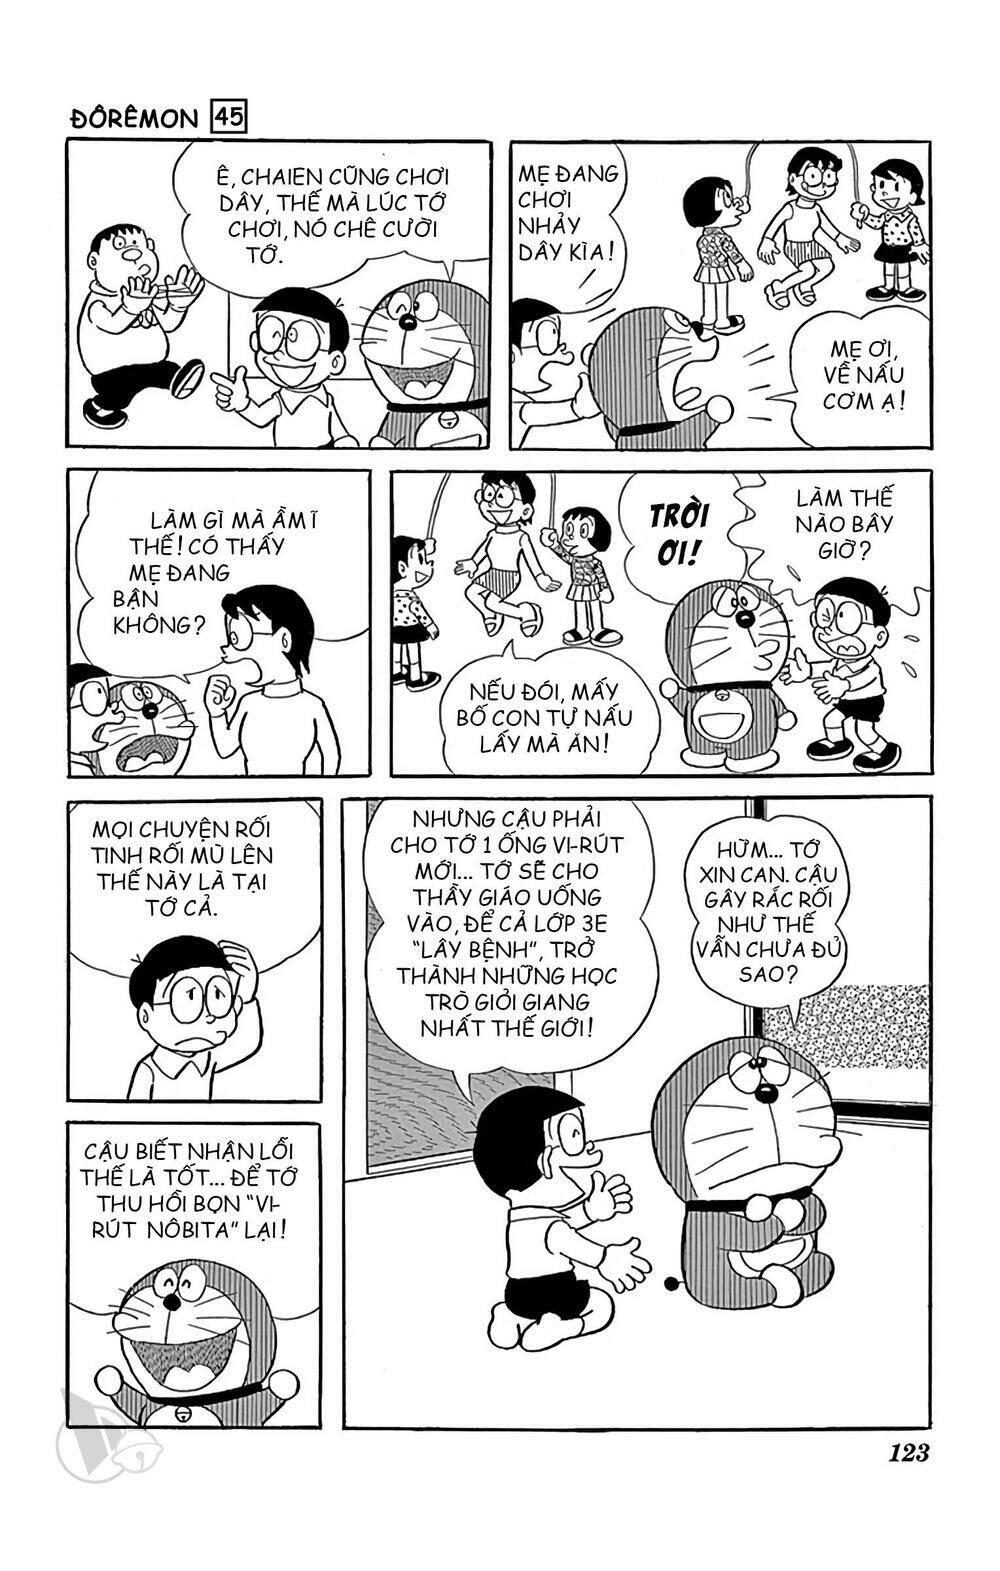 ĐÔRÊMON 45
Ê, CHAIEN CŨNG CHƠI
DÂY, THẾ MÀ LÚC TỚ
CHƠI, NÓ CHÊ CƯỜI
TỚ.
MẸ ĐANG
CHƠI
NHẢY
DÂY KÌA!
MẸ ƠI,
VỀ NẤU
CƠM Ạ!
LÀM GÌ MÀ ẦM Ĩ
THẾ! CÓ THẤY
MẸ ĐANG
BẬN
KHÔNG?
NẾU ĐÓI, MẤY
BỐ CON TỰ NẤU
LẤY MÀ ĂN!
TRỜI
ƠI!
LÀM THẾ
NÀO BÂY
GIỜ?
MỌI CHUYỆN RỐI
TINH RỐI MÙ LÊN
THẾ NÀY LÀ TẠI
TỚ CẢ.
CẬU BIẾT NHẬN LỖI
THẾ LÀ TỐT... ĐỂ TỚ
THU HỒI BỌN "VI-
RÚT NÔBITA" LẠI!
NHƯNG CẬU PHẢI
CHO TỚ 1 ỐNG VI-RÚT
MỚI... TỚ SẼ CHO
THẦY GIÁO UỐNG
VÀO, ĐỂ CẢ LỚP 3E
"LÂY BỆNH", TRỞ
THÀNH NHỮNG HỌC
TRÒ GIỎI GIANG
NHẤT THẾ GIỚI!
HỪM... TỚ
XIN CAN. CẬU
GÂY RẮC RỐI
NHƯ THẾ
VẪN CHƯA ĐỦ
SAO?
123